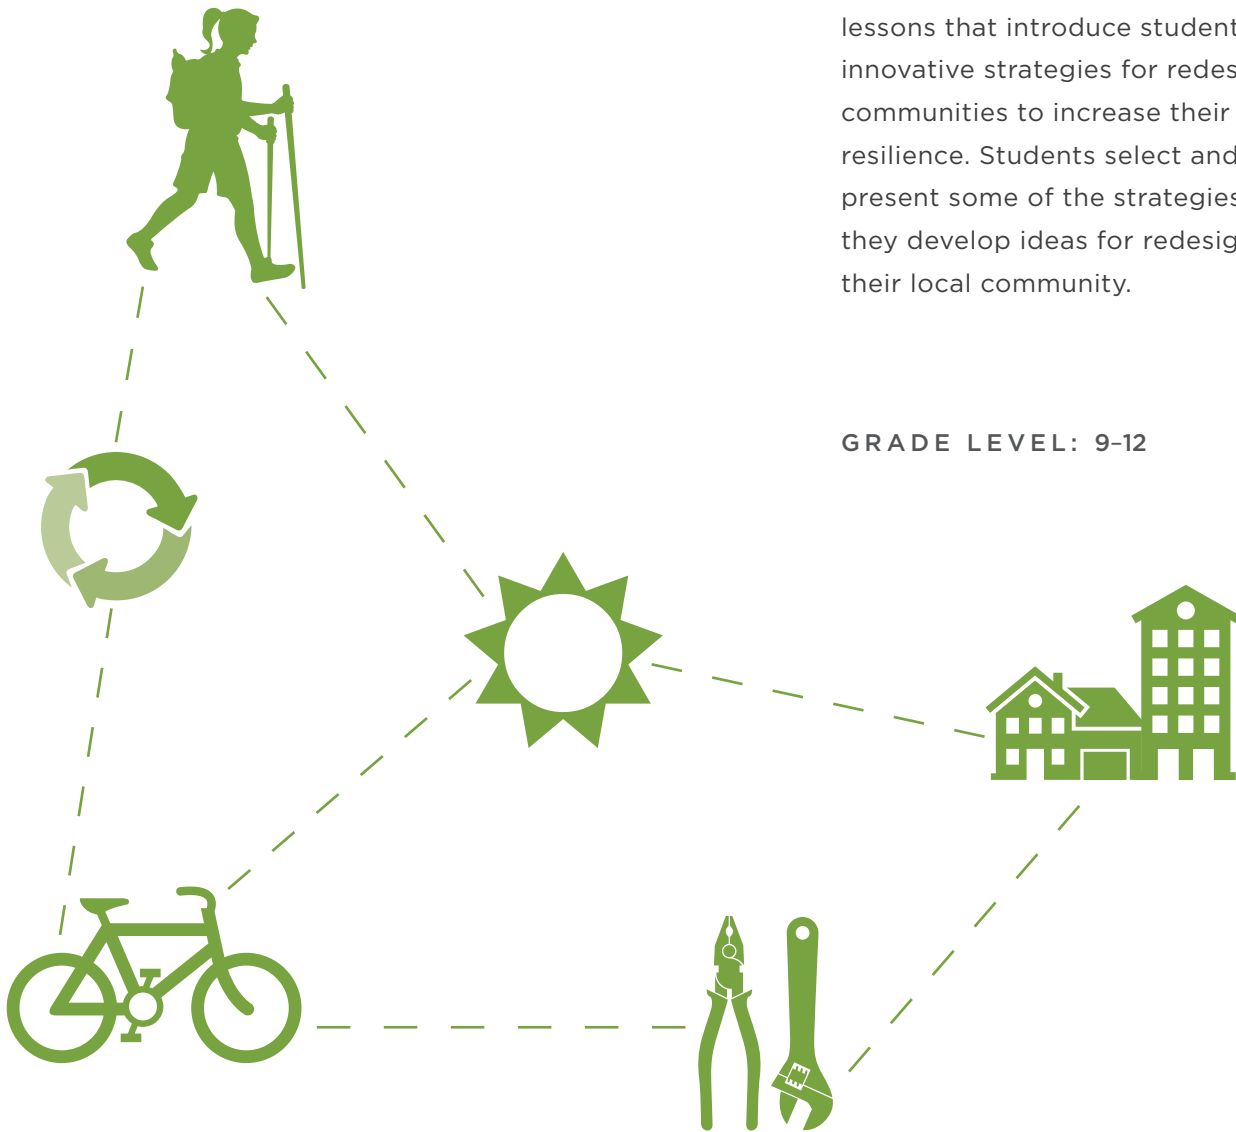 lessons that introduce student
innovative strategies for redes
communities to increase their
resilience. Students select and
present some of the strategies
they develop ideas for redesig
their local community.
GRADE LEVEL: 9–12